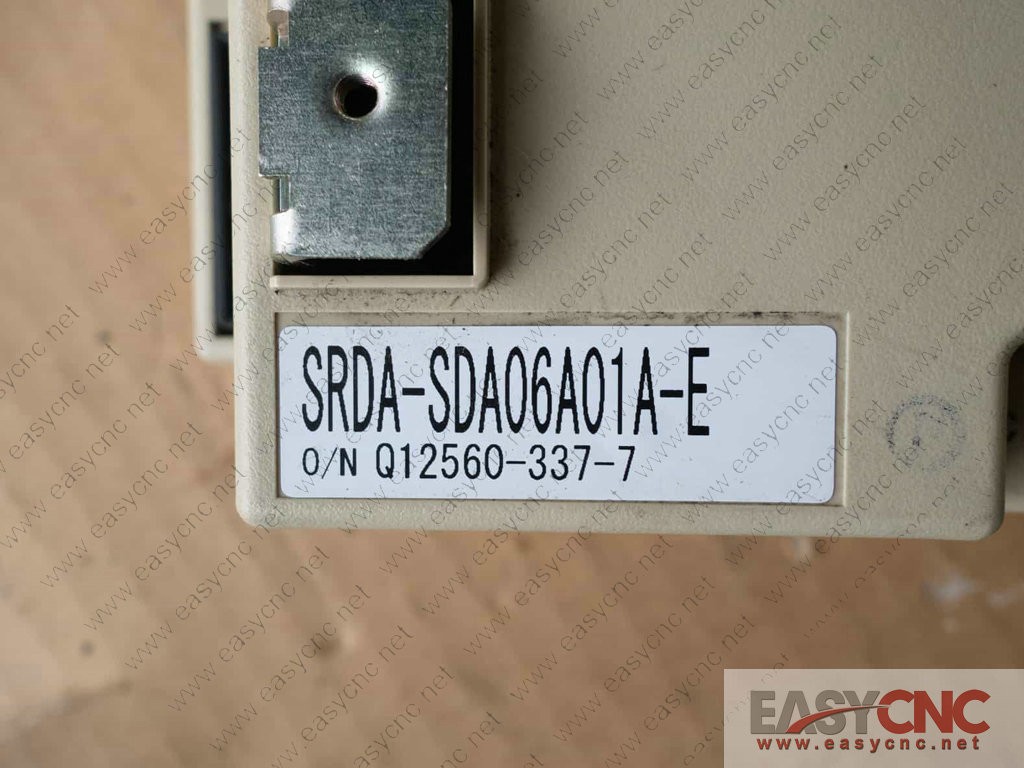 SRDA-SDA06A01A-E
O/N Q12560-337-7
EASYCNC
www.easycnc.net